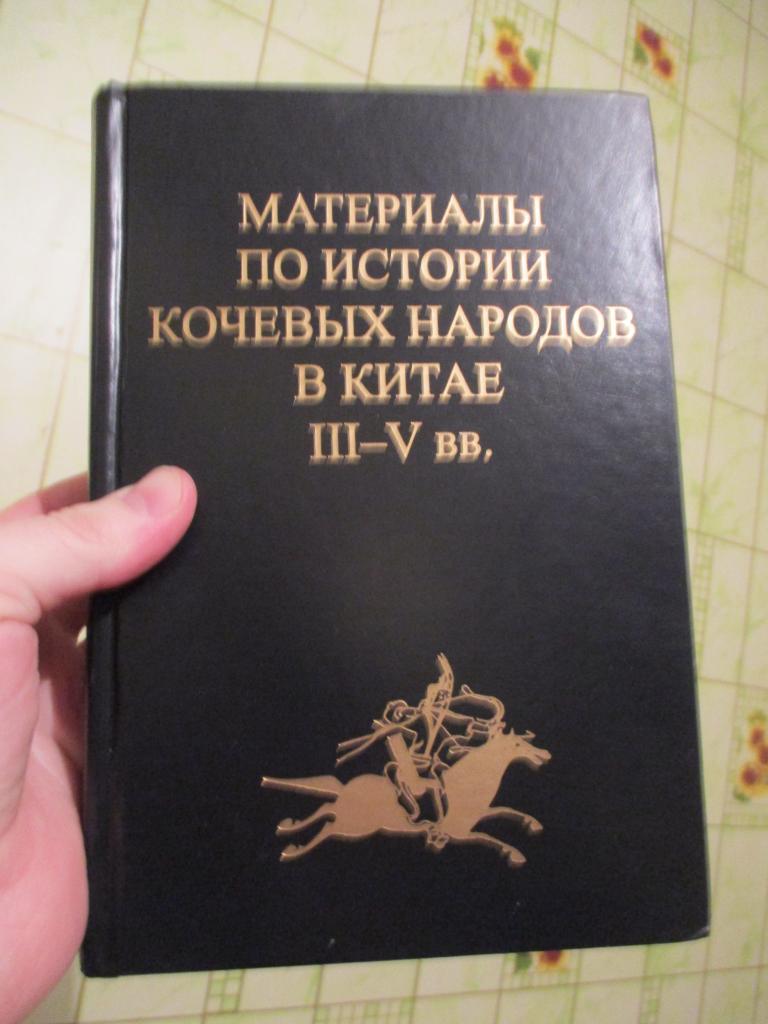 МАТЕРИАЛЫ
ПО ИСТОРИИ
КОЧЕВЫХ НАРОДОВ
В КИТАЕ
III–V вв.